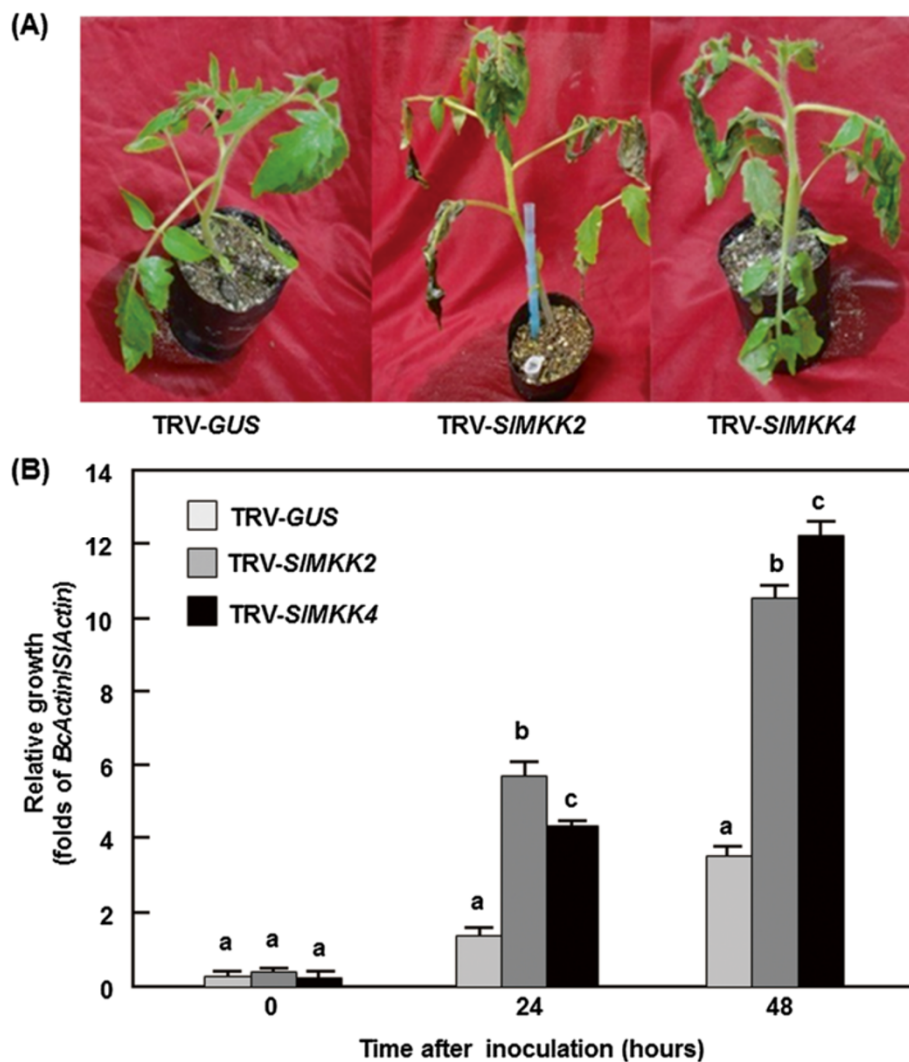 (A)
TRV-GUS TRV-SlMKK2 TRV-SlMKK4
(B)
14
12
10
8
6
4
2
0
Relative growth
(folds of BcActin/SlActin)
TRV-GUS
TRV-SlMKK2
TRV-SlMKK4
a a a
a b c
a b c
0 24 48
Time after inoculation (hours)